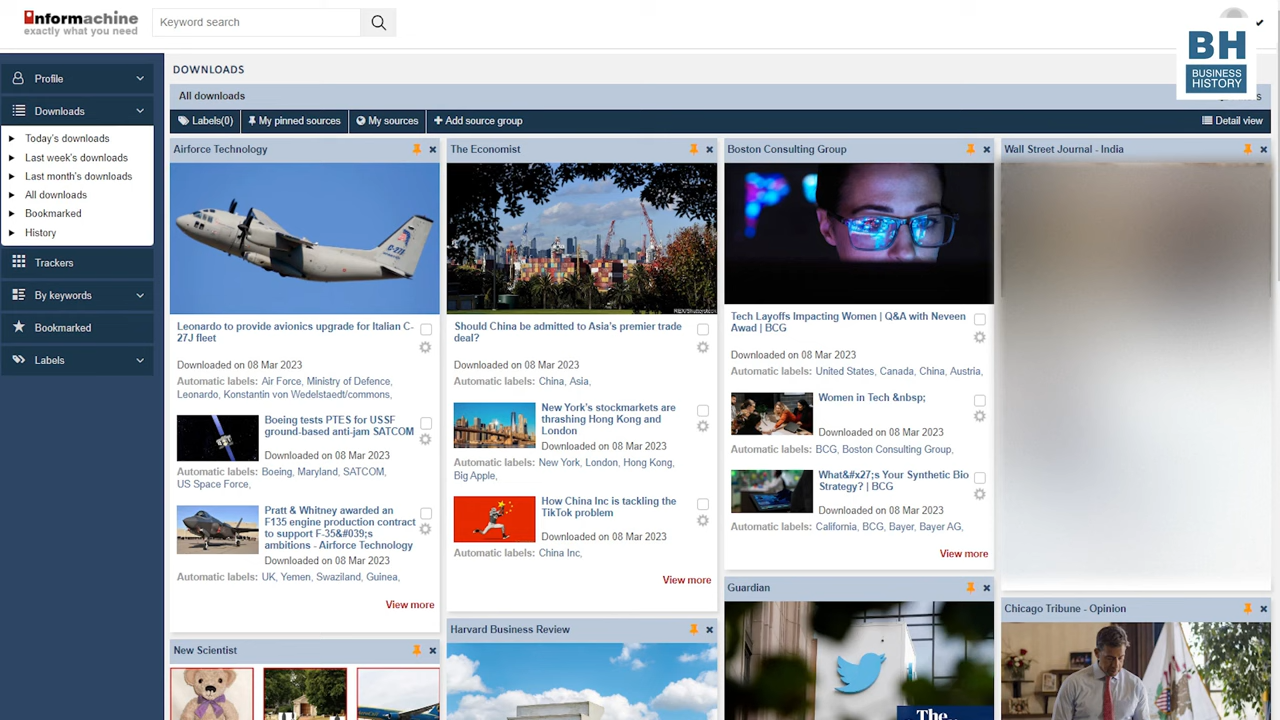 informachine
exactly what you need
Keyword search
BH
BUSINESS
HISTORY
Profile
Downloads
Today's downloads
Last week's downloads
Last month's downloads
All downloads
Bookmarked
History
Trackers
By keywords
Bookmarked
Labels
DOWNLOADS
All downloads
Labels(0)
My pinned sources
My sources
Add source group
Detail view
Airforce Technology
C-27J
Leonardo to provide avionics upgrade for Italian C-
27J fleet
Downloaded on 08 Mar 2023
Automatic labels: Air Force, Ministry of Defence,
Leonardo, Konstantin von Wedelstaedt/commons,
Boeing tests PTES for USSF
ground-based anti-jam SATCOM
Downloaded on 08 Mar 2023
Automatic labels: Boeing, Maryland, SATCOM,
US Space Force,
Pratt & Whitney awarded an
F135 engine production contract
to support F-35&#039;s
ambitions - Airforce Technology
Downloaded on 08 Mar 2023
Automatic labels: UK, Yemen, Swaziland, Guinea,
View more
New Scientist
The Economist
Should China be admitted to Asia's premier trade
deal?
Downloaded on 08 Mar 2023
Automatic labels: China, Asia,
New York's stockmarkets are
thrashing Hong Kong and
London
Downloaded on 08 Mar 2023
Automatic labels: New York, London, Hong Kong,
Big Apple,
How China Inc is tackling the
TikTok problem
Downloaded on 08 Mar 2023
Automatic labels: China Inc,
View more
Harvard Business Review
Boston Consulting Group
Tech Layoffs Impacting Women | Q&A with Neveen
Awad | BCG
Downloaded on 08 Mar 2023
Automatic labels: United States, Canada, China, Austria,
Women in Tech &nbsp;
Downloaded on 08 Mar 2023
Automatic labels: BCG, Boston Consulting Group,
What&#x27;s Your Synthetic Bio
Strategy? | BCG
Downloaded on 08 Mar 2023
Automatic labels: California, BCG, Bayer, Bayer AG,
View more
Guardian
The
Wall Street Journal - India
Chicago Tribune - Opinion